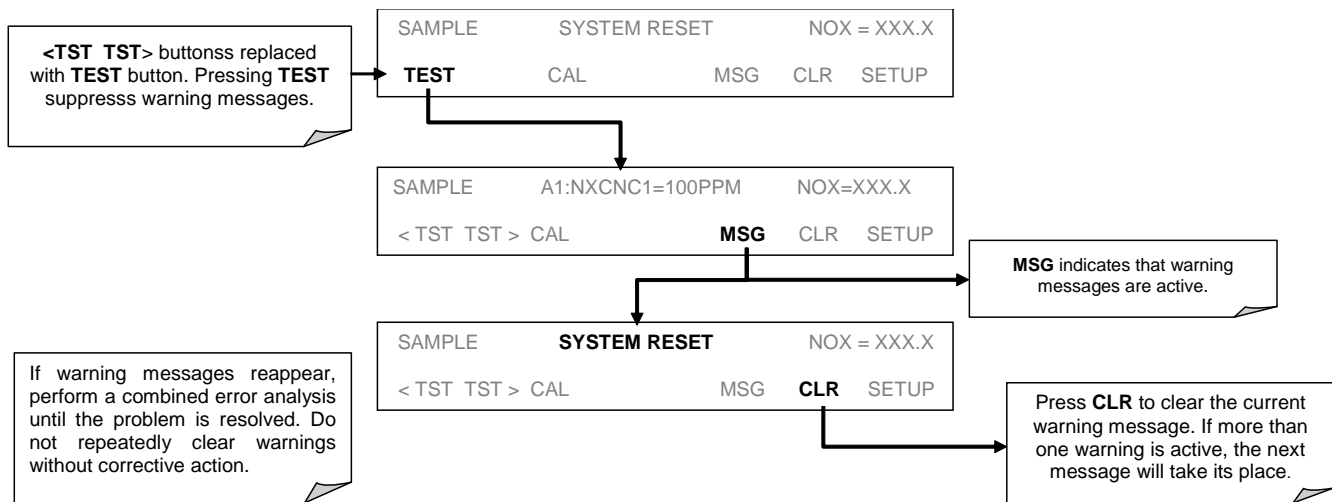 <TST  TST> buttonss replaced
with TEST button. Pressing TEST
suppresss warning messages.
SAMPLE SYSTEM RESET NOX = XXX.X
TEST CAL MSG CLR SETUP
SAMPLE A1:NXCNC1=100PPM NOX=XXX.X
< TST  TST > CAL MSG CLR SETUP
MSG indicates that warning
messages are active.
SAMPLE SYSTEM RESET NOX = XXX.X
< TST  TST > CAL MSG CLR SETUP
If warning messages reappear,
perform a combined error analysis
until the problem is resolved. Do
not repeatedly clear warnings
without corrective action.
Press CLR to clear the current
warning message. If more than
one warning is active, the next
message will take its place.